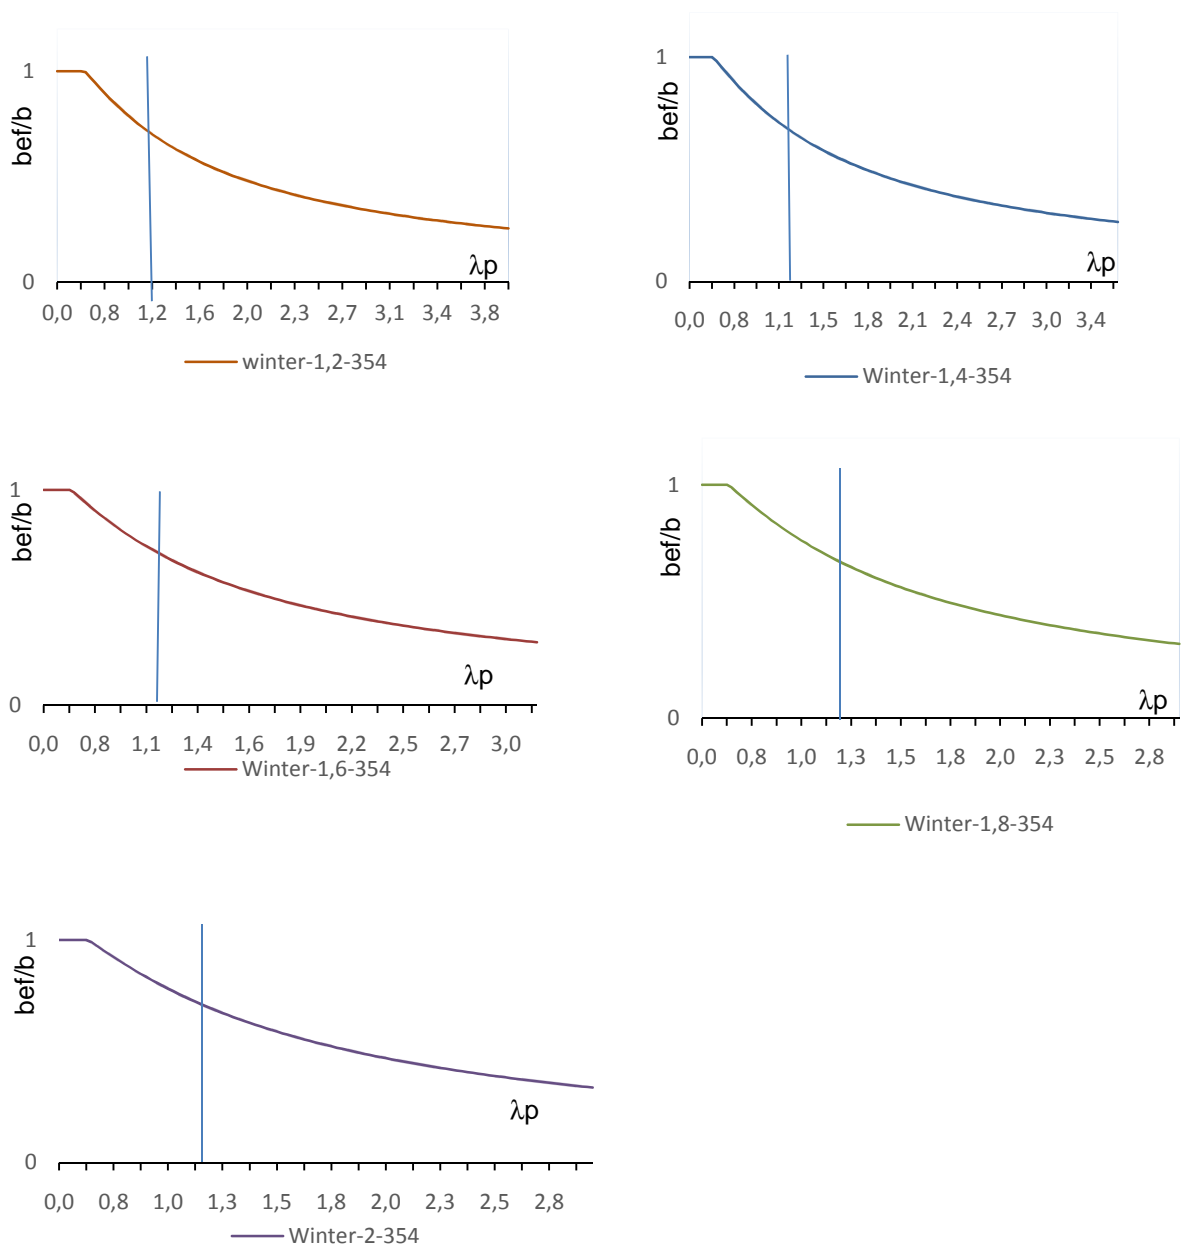 1
bef/b
λp
0
0,0 0,8 1,2 1,6 2,0 2,3 2,7 3,1 3,4 3,8
winter-1,2-354
1
bef/b
λp
0
0,0 0,8 1,1 1,5 1,8 2,1 2,4 2,7 3,0 3,4
Winter-1,4-354
1
bef/b
λp
0
0,0 0,8 1,1 1,4 1,6 1,9 2,2 2,5 2,7 3,0
Winter-1,6-354
1
bef/b
λp
0
0,0 0,8 1,0 1,3 1,5 1,8 2,0 2,3 2,5 2,8
Winter-1,8-354
1
bef/b
λp
0
0,0 0,8 1,0 1,3 1,5 1,8 2,0 2,3 2,5 2,8
Winter-2-354